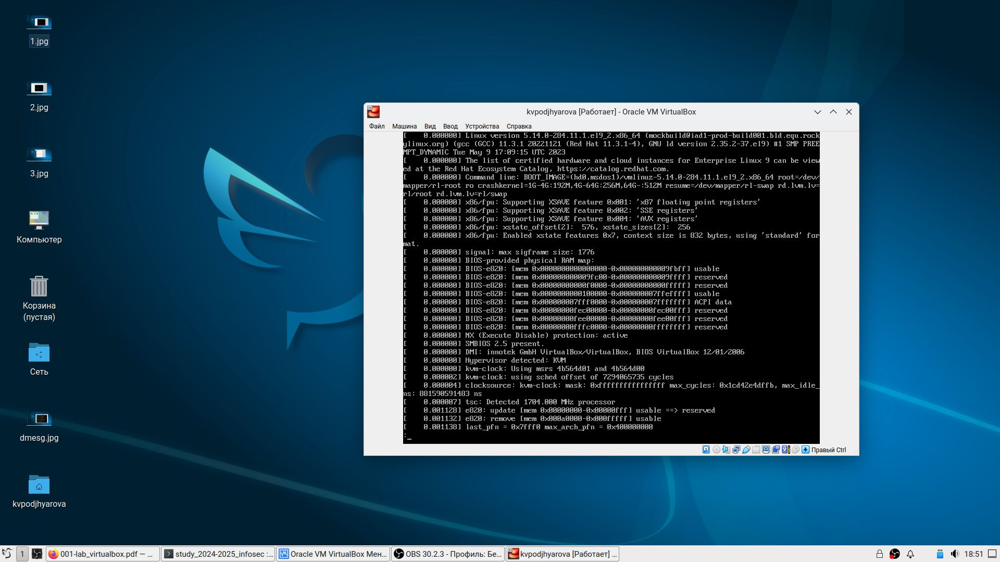 1.jpg
2.jpg
3.jpg
Компьютер
Корзина
(пустая)
Сеть
dmesg.jpg
kvpodjhyarova
kvpodjhyarova [Работает] - Oracle VM VirtualBox
Файл Машина Вид Ввод Устройства Справка
[    0.000000] Linux version 5.14.0-284.11.1.el9_2.x86_64 (mockbuild@iad1-prod-build001.bld.equ.rock
ylinux.org) (gcc (GCC) 11.3.1 20221121 (Red Hat 11.3.1-4), GNU ld version 2.35.2-37.el9) #1 SMP PREE
MPT_DYNAMIC Tue May 9 17:09:15 UTC 2023
[    0.000000] The list of certified hardware and cloud instances for Enterprise Linux 9 can be view
ed at the Red Hat Ecosystem Catalog, https://catalog.redhat.com.
[    0.000000] Command line: BOOT_IMAGE=(hd0,msdos1)/vmlinuz-5.14.0-284.11.1.el9_2.x86_64 root=/dev/
mapper/rl-root ro crashkernel=1G-4G:192M,4G-64G:256M,64G-:512M resume=/dev/mapper/rl-swap rd.lvm.lv=
rl/root rd.lvm.lv=rl/swap
[    0.000000] x86/fpu: Supporting XSAVE feature 0x001: 'x87 floating point registers'
[    0.000000] x86/fpu: Supporting XSAVE feature 0x002: 'SSE registers'
[    0.000000] x86/fpu: Supporting XSAVE feature 0x004: 'AVX registers'
[    0.000000] x86/fpu: xstate_offset[2]:  576, xstate_sizes[2]:  256
[    0.000000] x86/fpu: Enabled xstate features 0x7, context size is 832 bytes, using 'standard' for
mat.
[    0.000000] signal: max sigframe size: 1776
[    0.000000] BIOS-provided physical RAM map:
[    0.000000] BIOS-e820: [mem 0x0000000000000000-0x000000000009fbff] usable
[    0.000000] BIOS-e820: [mem 0x000000000009fc00-0x000000000009ffff] reserved
[    0.000000] BIOS-e820: [mem 0x00000000000f0000-0x00000000000fffff] reserved
[    0.000000] BIOS-e820: [mem 0x0000000000100000-0x000000007ffeffff] usable
[    0.000000] BIOS-e820: [mem 0x000000007fff0000-0x000000007fffffff] ACPI data
[    0.000000] BIOS-e820: [mem 0x00000000fec00000-0x00000000fec00fff] reserved
[    0.000000] BIOS-e820: [mem 0x00000000fee00000-0x00000000fee00fff] reserved
[    0.000000] BIOS-e820: [mem 0x00000000fffc0000-0x00000000ffffffff] reserved
[    0.000000] NX (Execute Disable) protection: active
[    0.000000] SMBIOS 2.5 present.
[    0.000000] DMI: innotek GmbH VirtualBox/VirtualBox, BIOS VirtualBox 12/01/2006
[    0.000000] Hypervisor detected: KVM
[    0.000000] kvm-clock: Using msrs 4b564d01 and 4b564d00
[    0.000002] kvm-clock: using sched offset of 7294065735 cycles
[    0.000004] clocksource: kvm-clock: mask: 0xffffffffffffffff max_cycles: 0x1cd42e4dffb, max_idle_
ns: 881590591483 ns
[    0.000007] tsc: Detected 1704.000 MHz processor
[    0.001128] e820: update [mem 0x00000000-0x00000fff] usable ==> reserved
[    0.001132] e820: remove [mem 0x000a0000-0x000fffff] usable
[    0.001138] last_pfn = 0x7fff0 max_arch_pfn = 0x400000000
:_
Правый Ctrl
1 001-lab_virtualbox.pdf — ... study_2024-2025_infosec :... Oracle VM VirtualBox Мен... OBS 30.2.3 - Профиль: Бе... kvpodjhyarova [Работает] ... 18:51